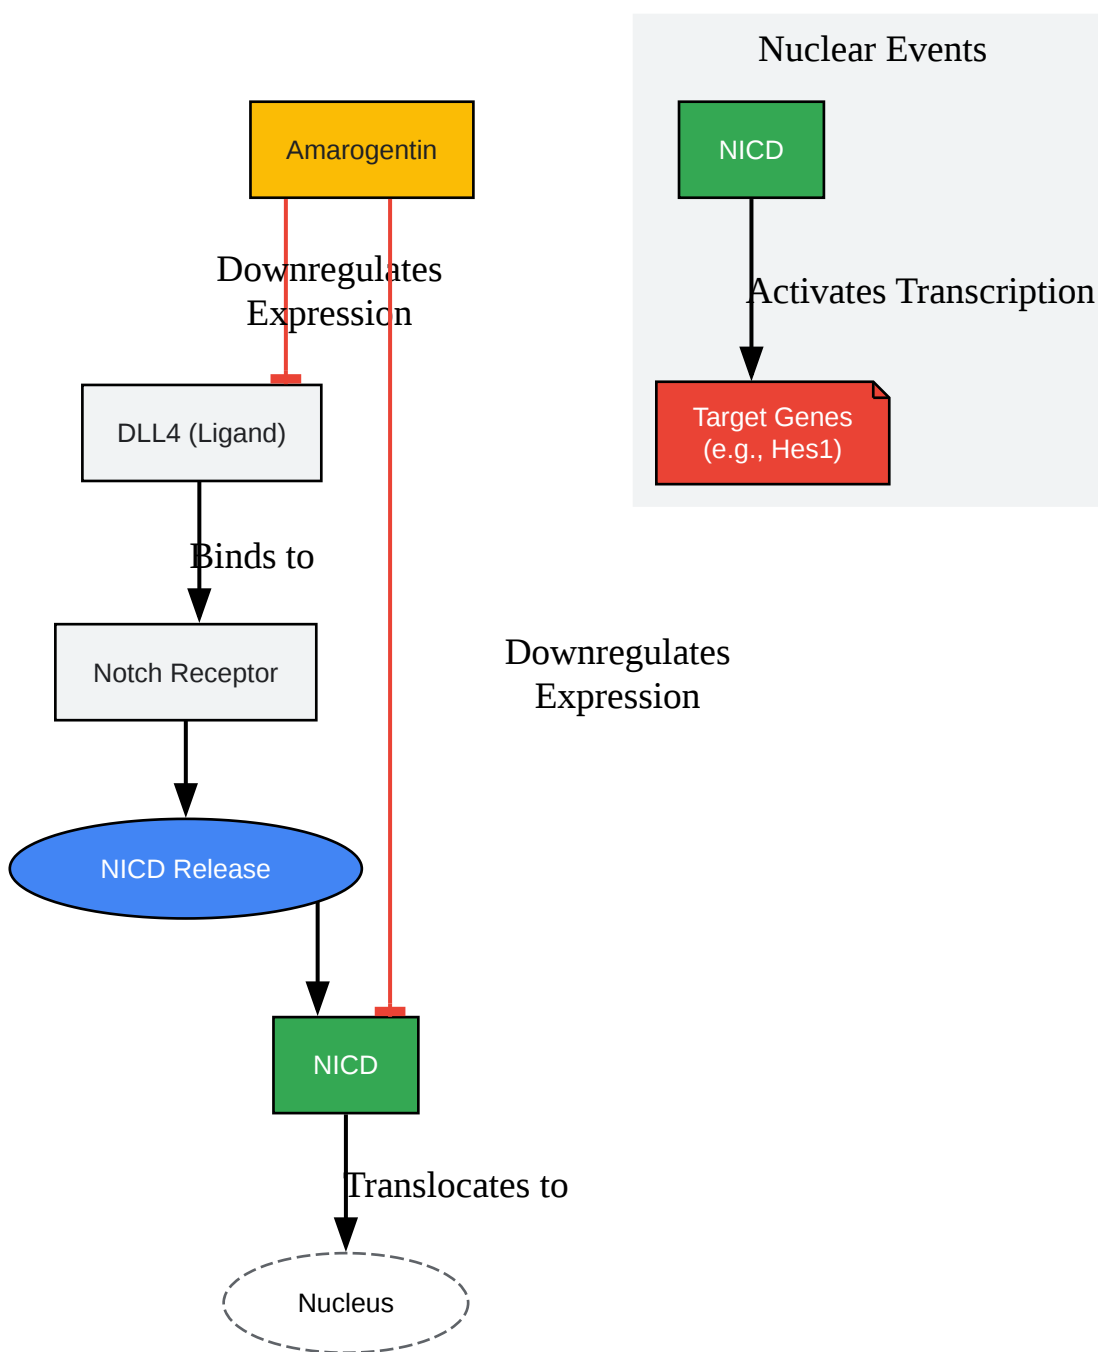 Nuclear Events
Amarogentin
NICD
Downregulates
Expression
Activates Transcription
DLL4 (Ligand)
Target Genes
(e.g., Hes1)
Binds to
Notch Receptor
Downregulates
Expression
NICD Release
NICD
Translocates to
Nucleus